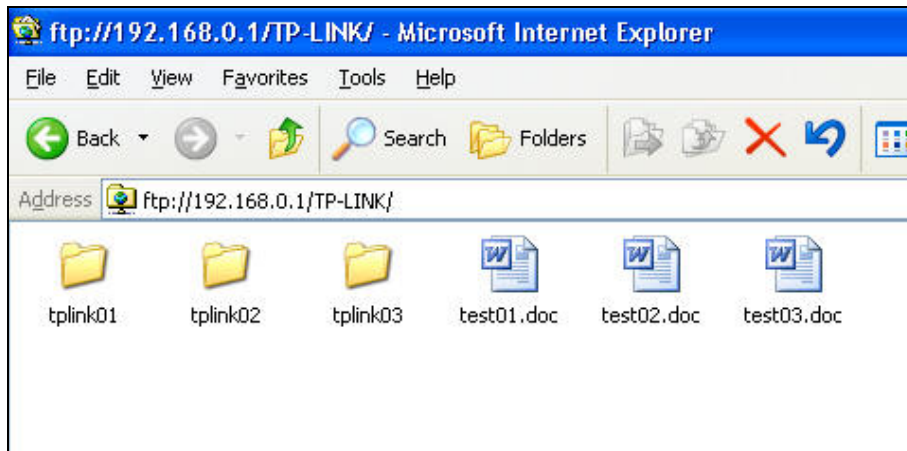 ftp://192.168.0.1/TP-LINK/ - Microsoft Internet Explorer
File Edit View Favorites Tools Help
Back Search Folders
Address ftp://192.168.0.1/TP-LINK/
tplink01 tplink02 tplink03 test01.doc test02.doc test03.doc